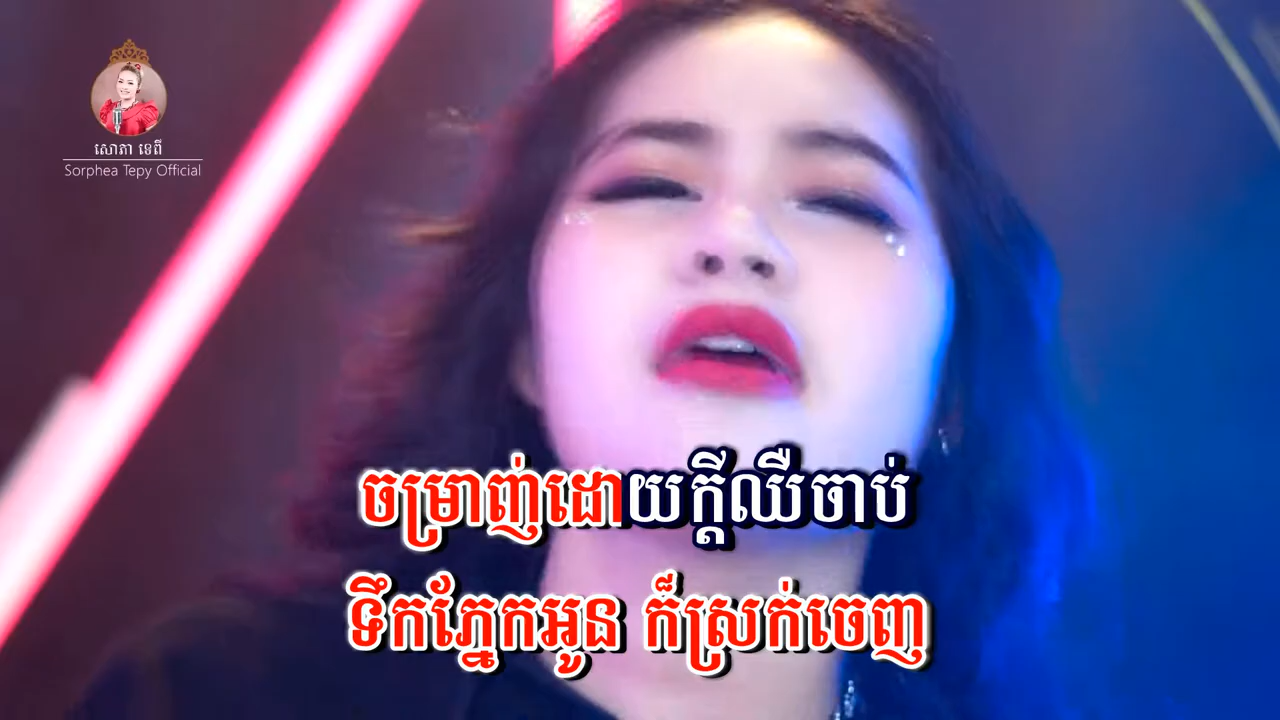 សោភា ទេពី
Sorphea Tepy Official
ចម្រាញ់ដោយក្ដីឈឺចាប់
ទឹកភ្នែកអូន ក៏ស្រក់ចេញ